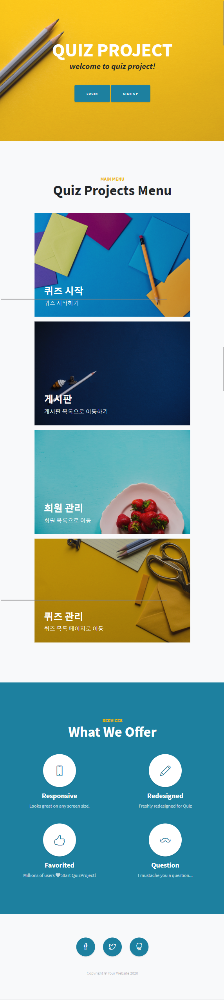 QUIZ PROJECT
welcome to quiz project!
LOGIN
SIGN UP
MAIN MENU
Quiz Projects Menu
퀴즈 시작
퀴즈 시작하기
게시판
게시판 목록으로 이동하기
회원 관리
회원 목록으로 이동
퀴즈 관리
퀴즈 목록 페이지로 이동
SERVICES
What We Offer
Responsive
Looks great on any screen size!
Redesigned
Freshly redesigned for Quiz
Favorited
Millions of users ♥ Start QuizProject!
Question
I mustache you a question...
Copyright © Your Website 2020